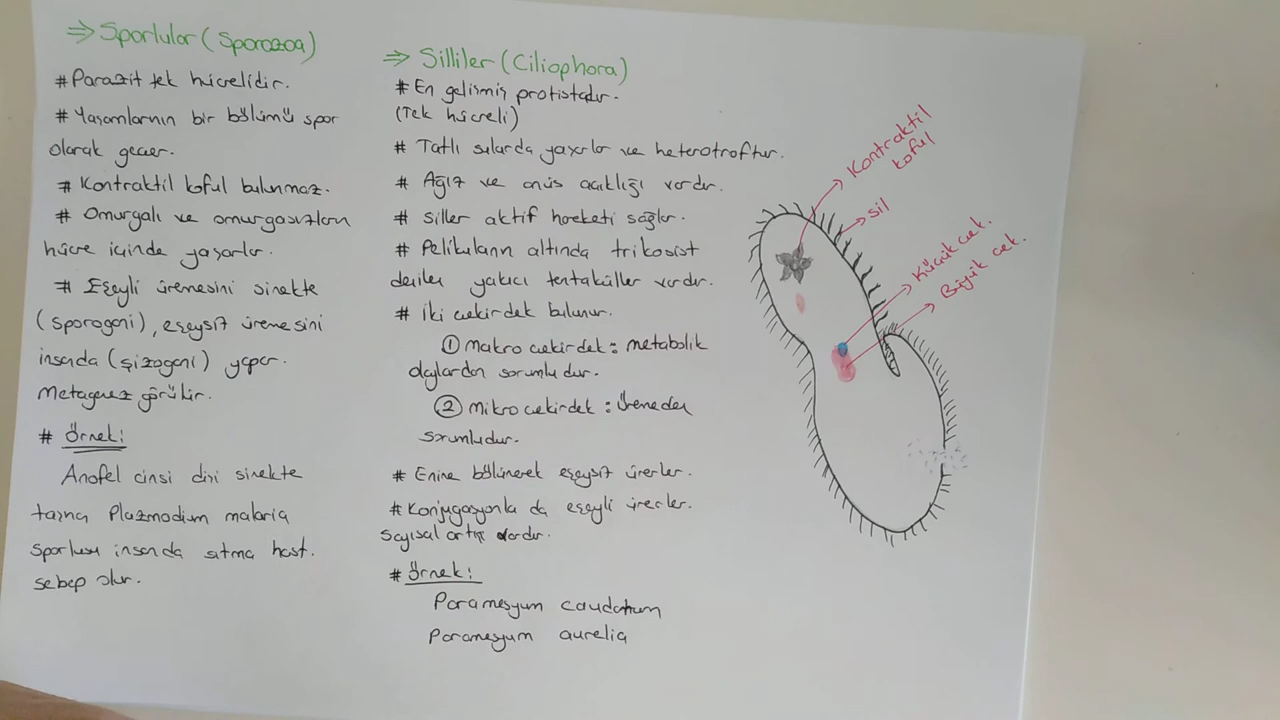 ⇒ Sporlular (Sporozoa)
# Parazit tek hücrelidir.
# Yaşamlarının bir bölümü spor
olarak geçer.
# Kontraktil koful bulunmaz.
# Omurgalı ve omurgasızların
hücre içinde yaşarlar.
# Eşeyli üremesini sinekte
(sporogoni), eşeysiz üremesini
insanda (şizogoni) yapar.
Metagenez görülür.
# Örnek:
Anofel cinsi dişi sinekte
taşınan Plazmodium malaria
sporlusu insanda sıtma hast.
sebep olur.
⇒ Silliler (Ciliophora)
# En gelişmiş protistadır.
(Tek hücreli)
# Tatlı sularda yaşarlar ve heterotroftur.
# Ağız ve anüs açıklığı vardır.
# Siller aktif hareketi sağlar.
# Pelikulanın altında trikosist
denilen yakıcı tentaküller vardır.
# İki çekirdek bulunur.
① Makro çekirdek: metabolik
olaylardan sorumludur.
② Mikro çekirdek: Üremeden
sorumludur.
# Enine bölünerek eşeysiz ürerler.
# Konjugasyonla da eşeyli ürerler.
Sayısal artış vardır.
# Örnek:
Paramesyum caudatum
Paramesyum aurelia
Kontraktil
koful
sil
Küçük çek.
Büyük çek.